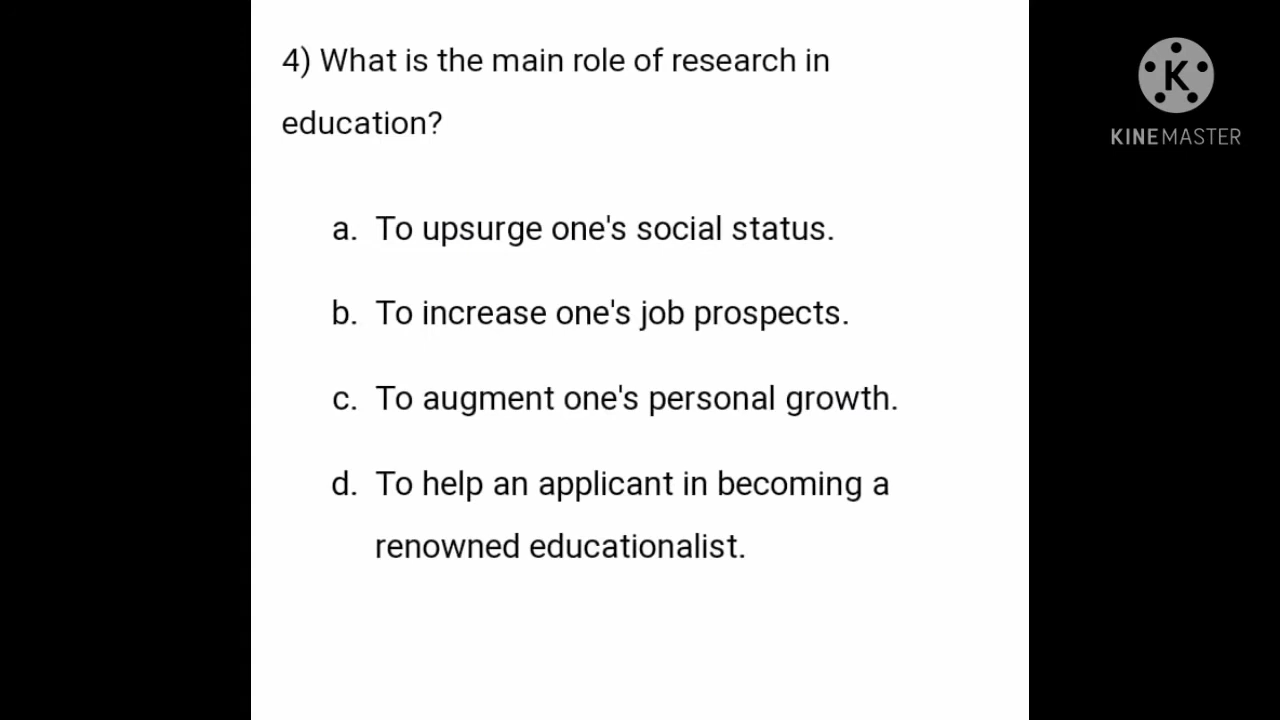 4) What is the main role of research in
education?
a. To upsurge one's social status.
b. To increase one's job prospects.
c. To augment one's personal growth.
d. To help an applicant in becoming a
renowned educationalist.
K
KINEMASTER